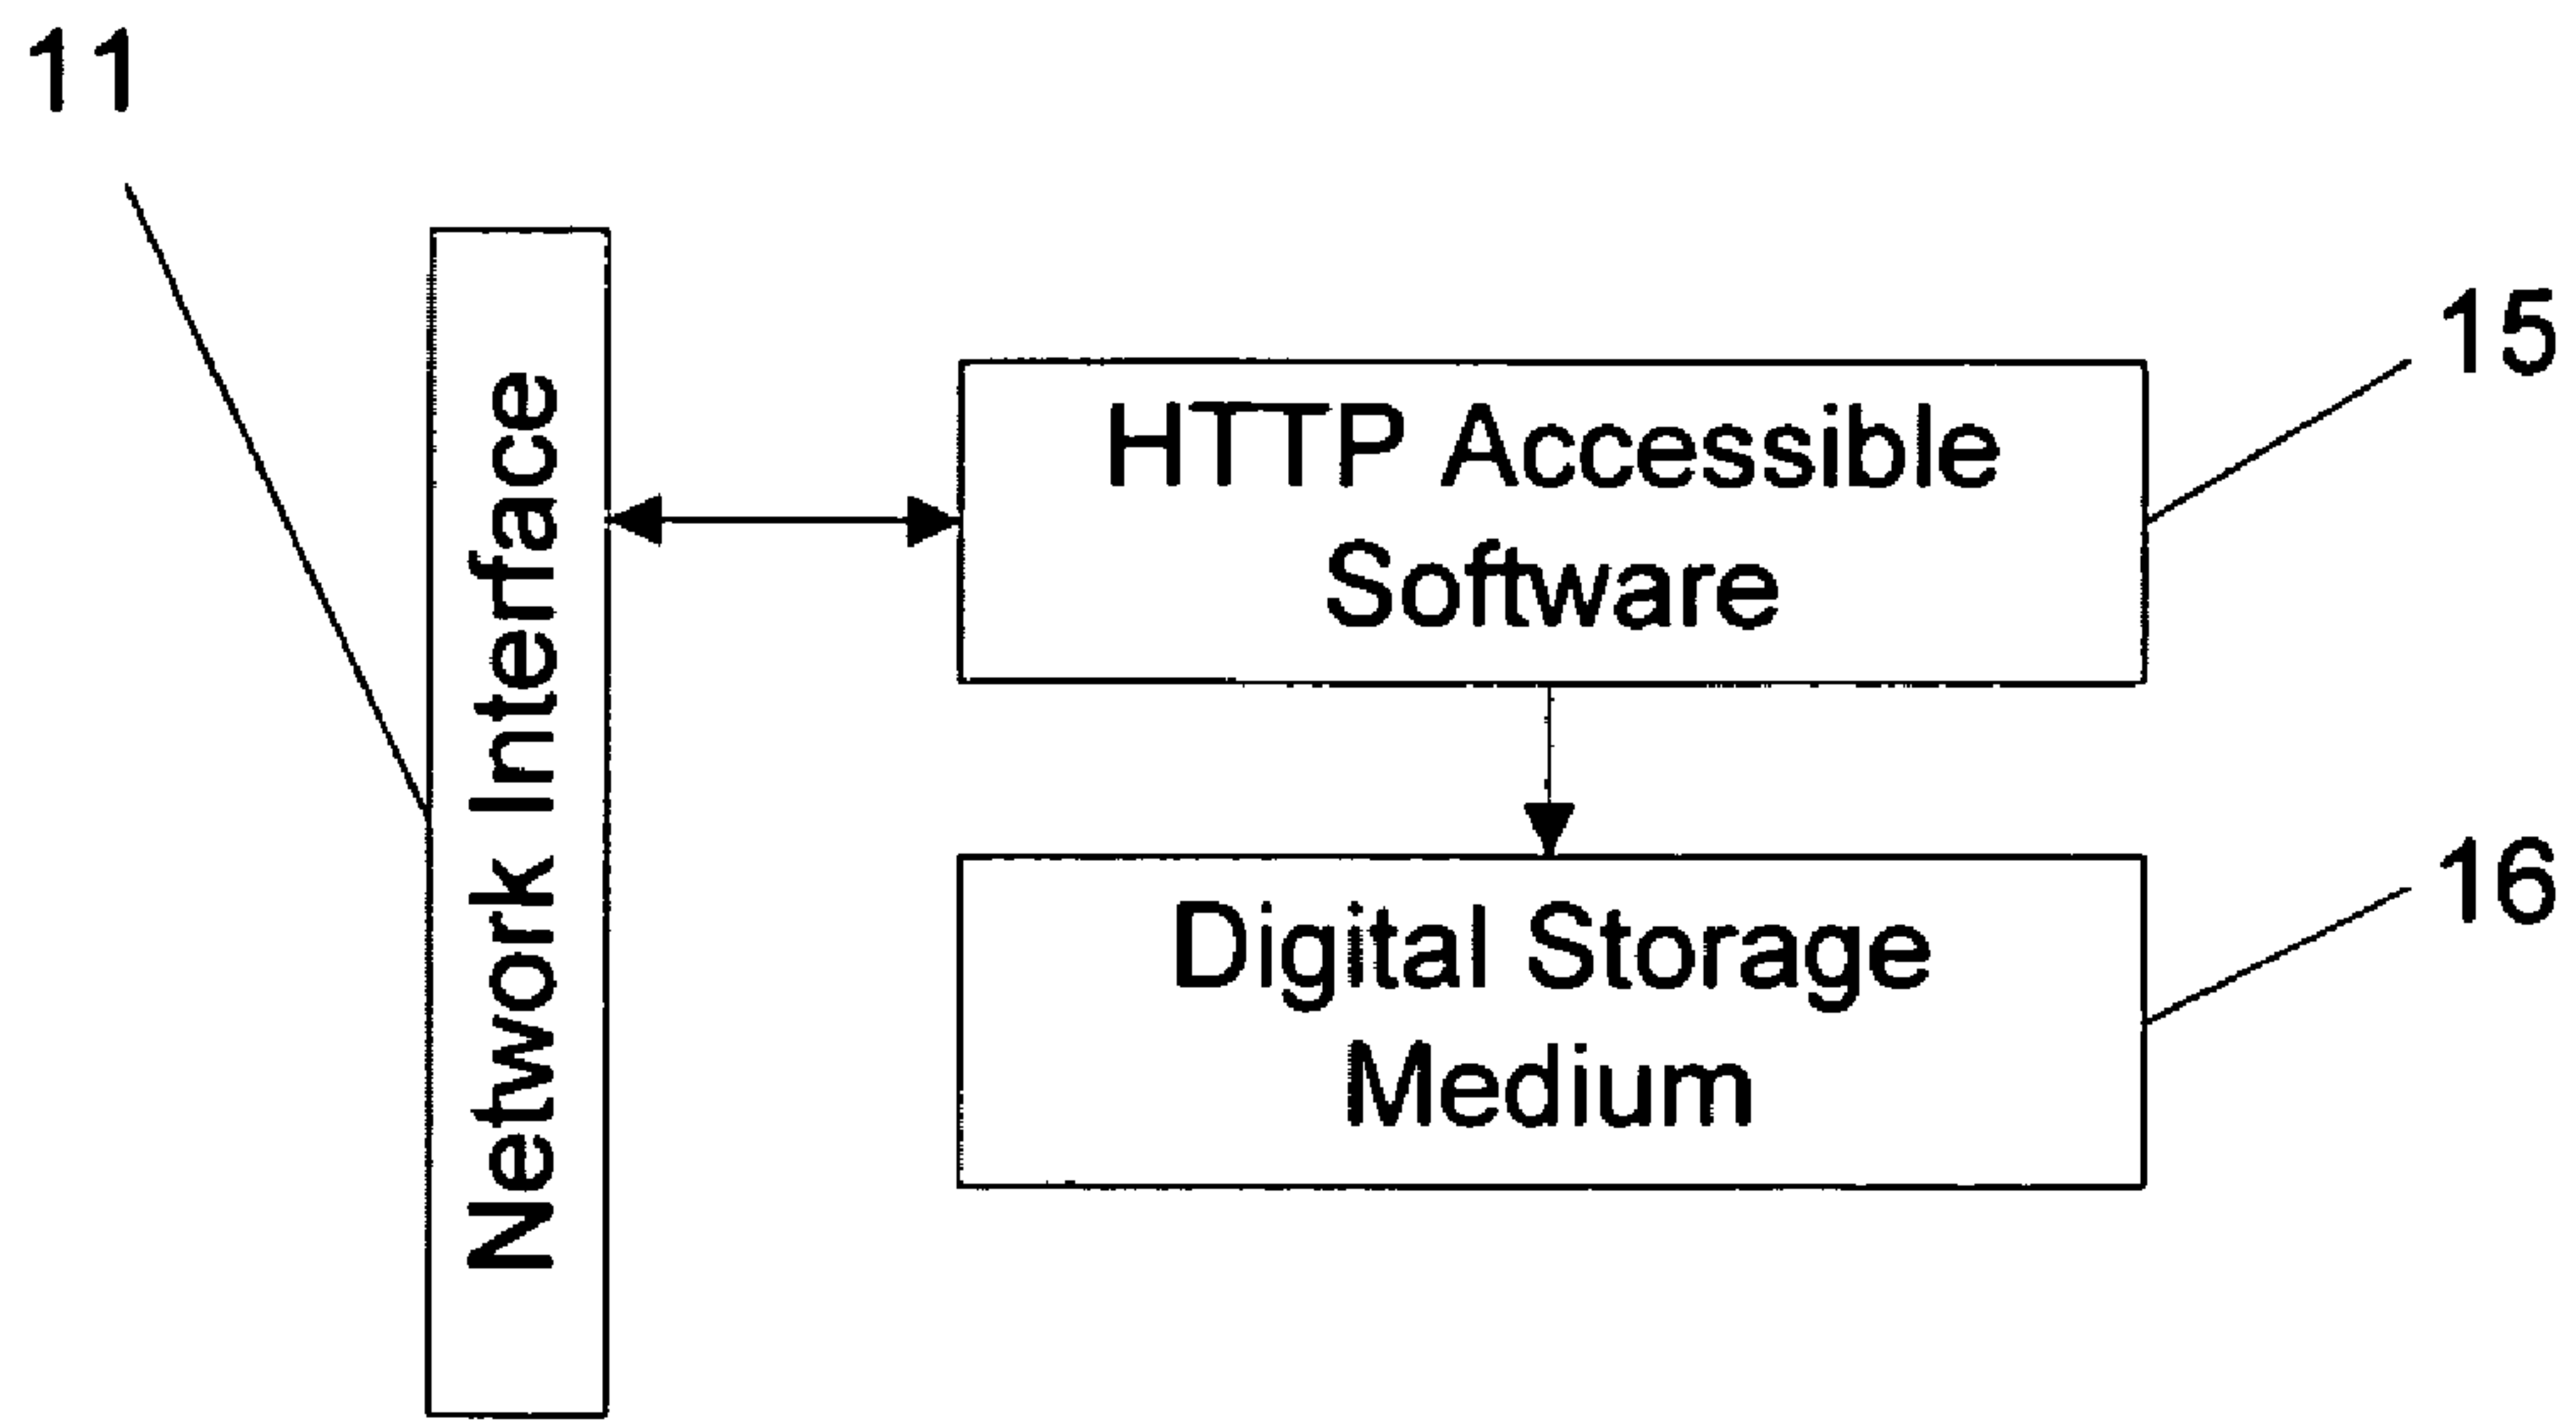 11
Network Interface
HTTP Accessible
Software
15
Digital Storage
Medium
16